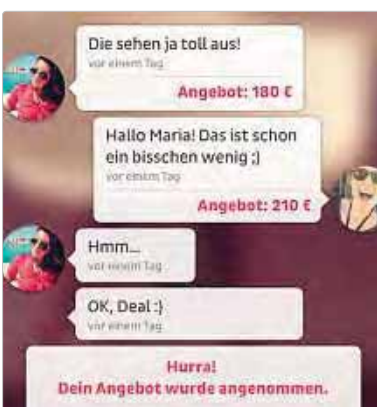 Die sehen ja toll aus!
vor einem Tag
Angebot: 180 €
Hallo Maria! Das ist schon
ein bisschen wenig ;)
vor einem Tag
Angebot: 210 €
Hmm...
vor einem Tag
OK, Deal :}
vor einem Tag
Hurra!
Dein Angebot wurde angenommen.